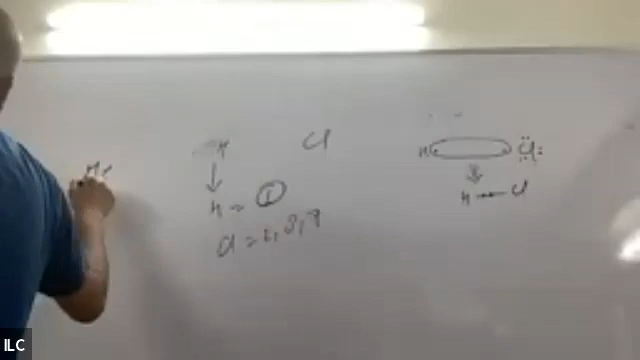 H Cl
H = 1
Cl = 2, 8, 7
H Cl
H — Cl
ILC